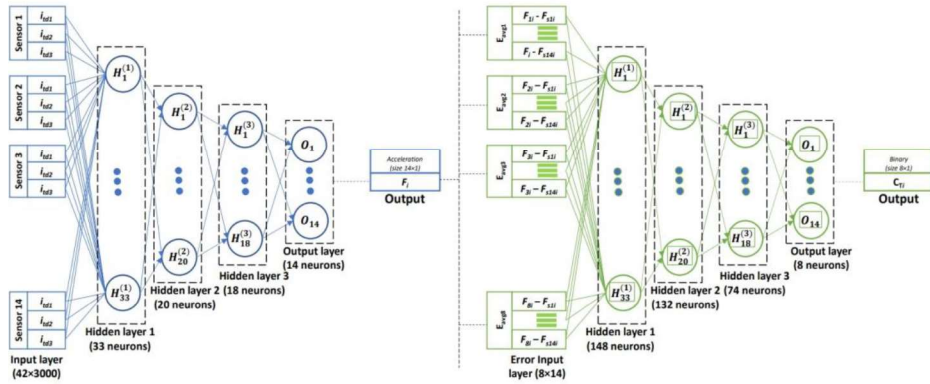 Sensor 1
i_td1
i_td2
i_td3
Sensor 2
i_td1
i_td2
i_td3
Sensor 3
i_td1
i_td2
i_td3
Sensor 14
i_td1
i_td2
i_td3
Input layer
(42×3000)
H_1^(1)
H_33^(1)
Hidden layer 1
(33 neurons)
H_1^(2)
H_20^(2)
Hidden layer 2
(20 neurons)
H_1^(3)
H_18^(3)
Hidden layer 3
(18 neurons)
O_1
O_14
Output layer
(14 neurons)
Acceleration
(size 14×1)
F_i
Output
E_avg1
F_1i - F_s1i
F_i - F_s14i
E_avg2
F_2i – F_s1i
F_2i – F_s14i
E_avg3
F_3i – F_s1i
F_3i – F_s14i
E_avg8
F_8i – F_s1i
F_8i – F_s14i
Error Input
layer (8×14)
H_1^(1)
H_33^(1)
Hidden layer 1
(148 neurons)
H_1^(2)
H_20^(2)
Hidden layer 2
(132 neurons)
H_1^(3)
H_18^(3)
Hidden layer 3
(74 neurons)
O_1
O_14
Output layer
(8 neurons)
Binary
(size 8×1)
C_Ti
Output